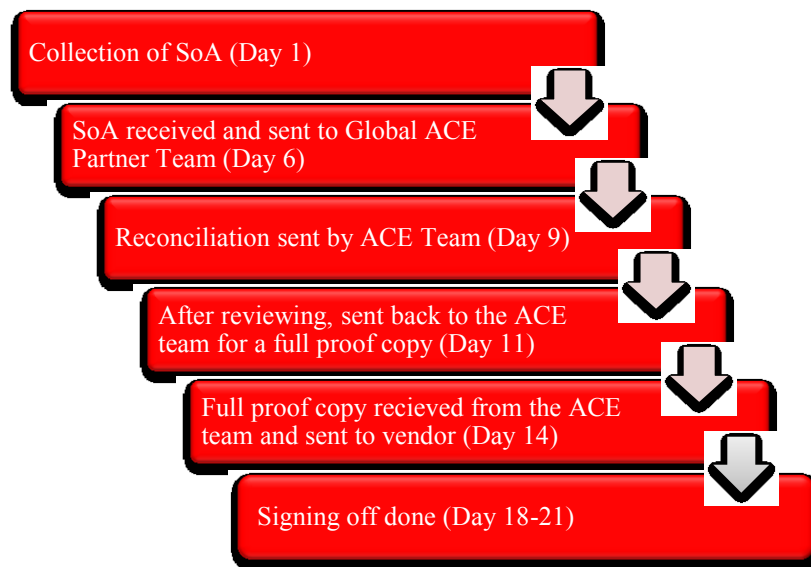 Collection of SoA (Day 1)
SoA received and sent to Global ACE
Partner Team (Day 6)
Reconciliation sent by ACE Team (Day 9)
After reviewing, sent back to the ACE
team for a full proof copy (Day 11)
Full proof copy recieved from the ACE
team and sent to vendor (Day 14)
Signing off done (Day 18-21)